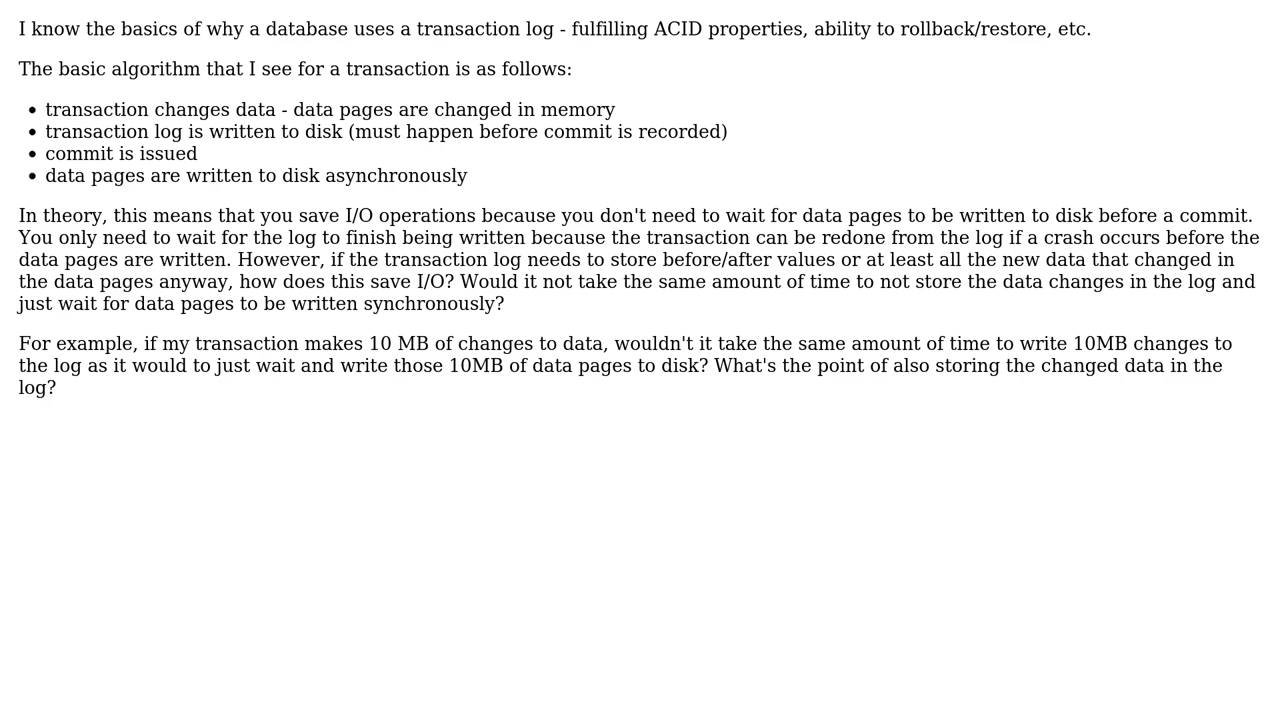 I know the basics of why a database uses a transaction log - fulfilling ACID properties, ability to rollback/restore, etc.
The basic algorithm that I see for a transaction is as follows:
• transaction changes data - data pages are changed in memory
• transaction log is written to disk (must happen before commit is recorded)
• commit is issued
• data pages are written to disk asynchronously
In theory, this means that you save I/O operations because you don't need to wait for data pages to be written to disk before a commit.
You only need to wait for the log to finish being written because the transaction can be redone from the log if a crash occurs before the
data pages are written. However, if the transaction log needs to store before/after values or at least all the new data that changed in
the data pages anyway, how does this save I/O? Would it not take the same amount of time to not store the data changes in the log and
just wait for data pages to be written synchronously?
For example, if my transaction makes 10 MB of changes to data, wouldn't it take the same amount of time to write 10MB changes to
the log as it would to just wait and write those 10MB of data pages to disk? What's the point of also storing the changed data in the
log?